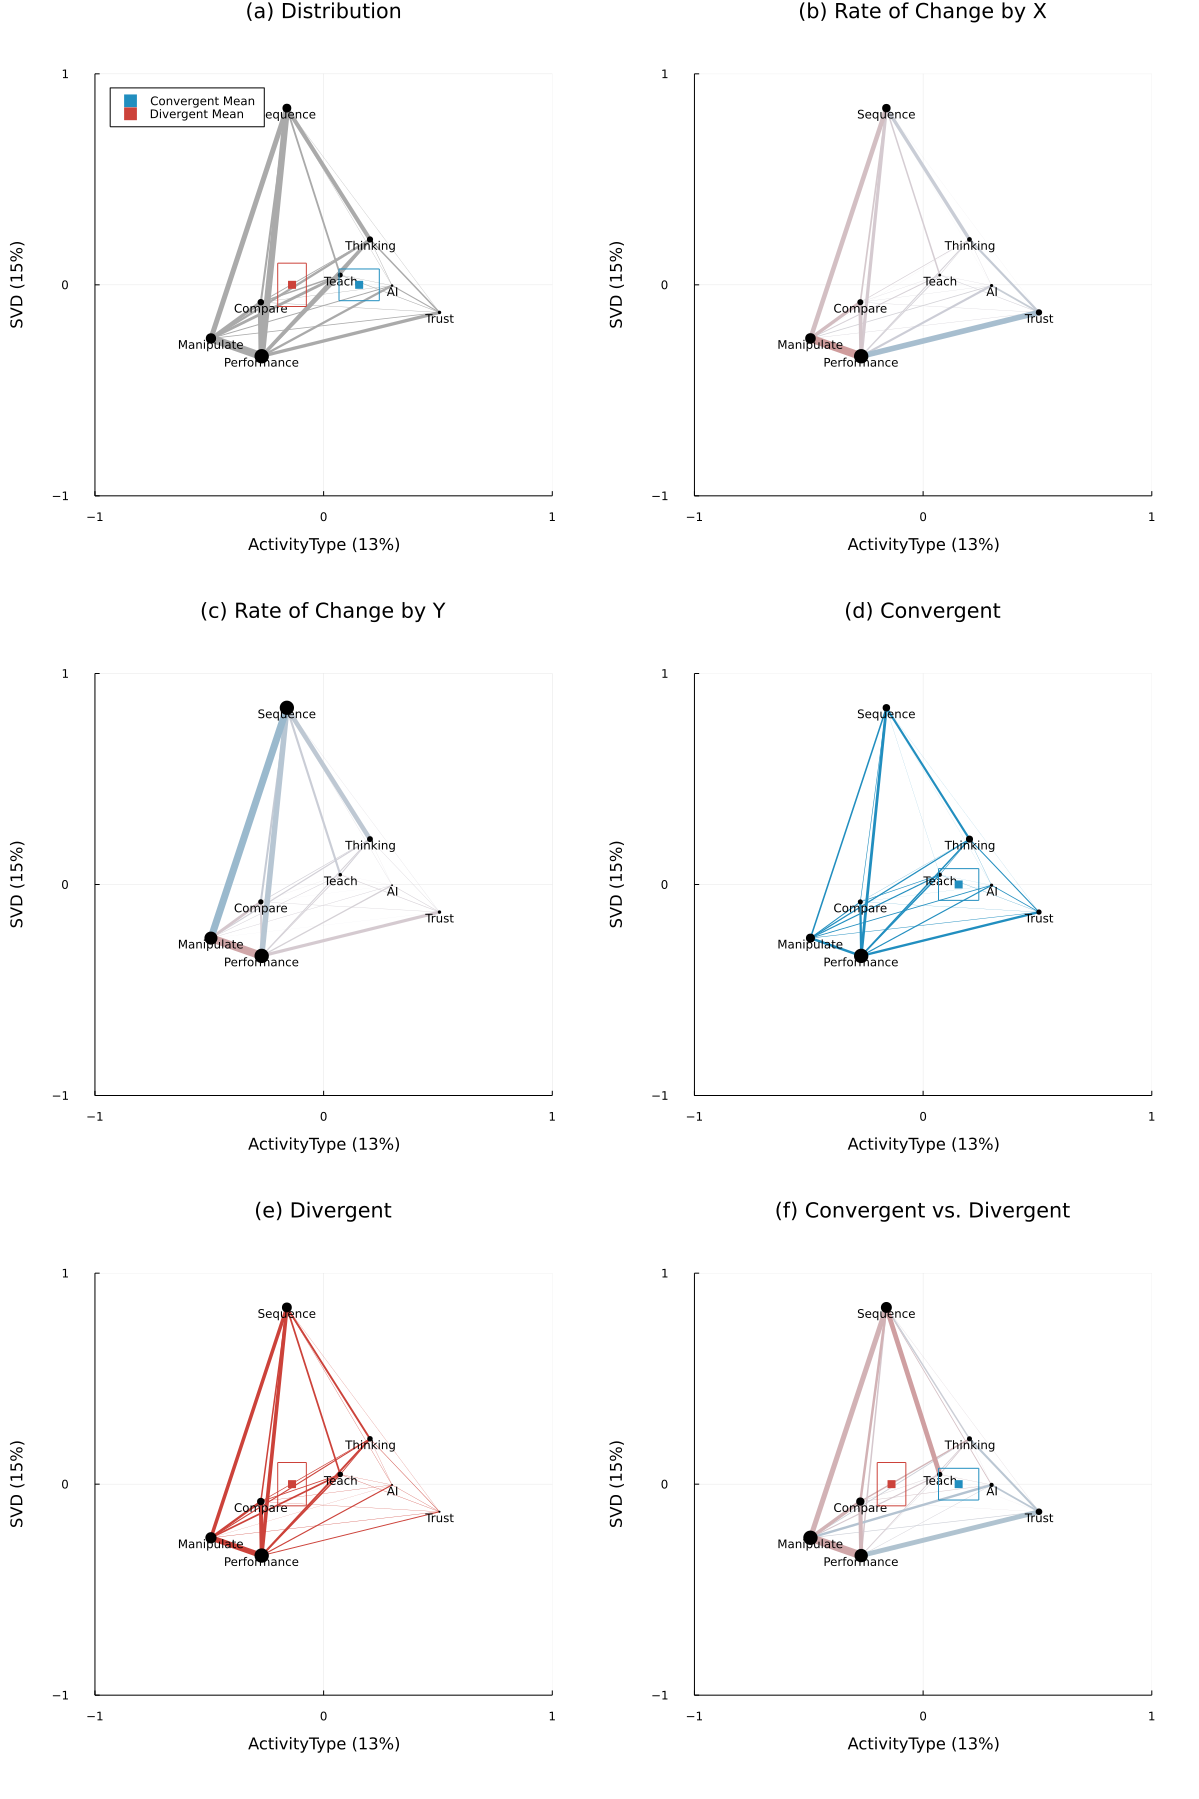 (a) Distribution
1
Convergent Mean
Divergent Mean
equence
Thinking
Teach
0
AI
Compare
Trust
Manipulate
Performance
−1
−1
0
1
ActivityType (13%)
SVD (15%)
(b) Rate of Change by X
1
Sequence
Thinking
Teach
0
AI
Compare
Trust
Manipulate
Performance
−1
−1
0
1
ActivityType (13%)
SVD (15%)
(c) Rate of Change by Y
1
Sequence
Thinking
Teach
0
AI
Compare
Trust
Manipulate
Performance
−1
−1
0
1
ActivityType (13%)
SVD (15%)
(d) Convergent
1
Sequence
Thinking
Teach
0
AI
Compare
Trust
Manipulate
Performance
−1
−1
0
1
ActivityType (13%)
SVD (15%)
(e) Divergent
1
Sequence
Thinking
Teach
0
AI
Compare
Trust
Manipulate
Performance
−1
−1
0
1
ActivityType (13%)
SVD (15%)
(f) Convergent vs. Divergent
1
Sequence
Thinking
Teach
0
AI
Compare
Trust
Manipulate
Performance
−1
−1
0
1
ActivityType (13%)
SVD (15%)